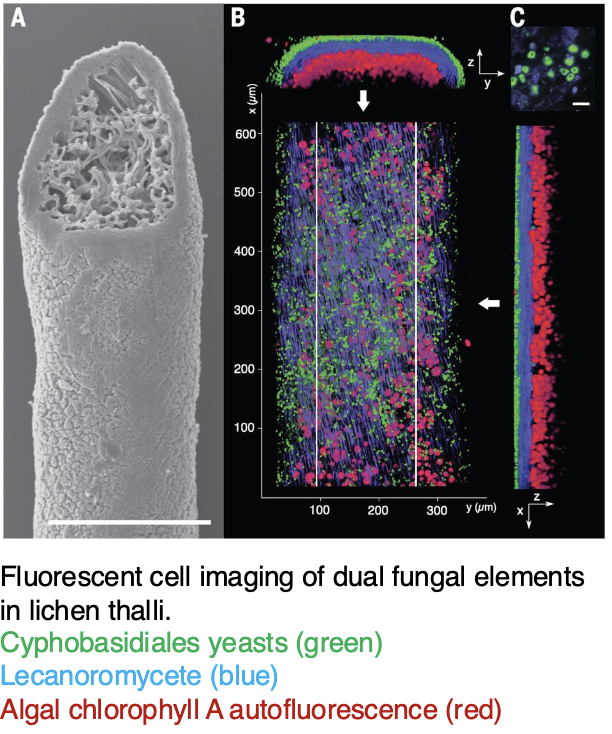 A
B
C
z
y
x (µm)
600
500
400
300
200
100
100
200
300
y (µm)
z
x
Fluorescent cell imaging of dual fungal elements
in lichen thalli.
Cyphobasidiales yeasts (green)
Lecanoromycete (blue)
Algal chlorophyll A autofluorescence (red)